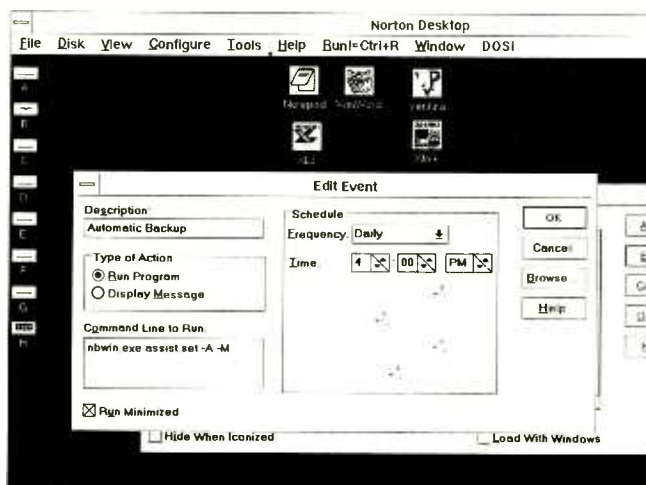 Norton Desktop
File Disk View Configure Tools Help Run!=Ctrl+R Window DOS!
A
B
D
E
F
G
H
Notepad WinWord Ventura
Edit Event
Description
Automatic Backup
Type of Action
Run Program
Display Message
Command Line to Run
nbwin exe assist set -A -M
Run Minimized
Schedule
Frequency. Daily
Time 4 : 00 PM
OK
Cancel
Browse
Help
Hide When Iconized
Load With Windows